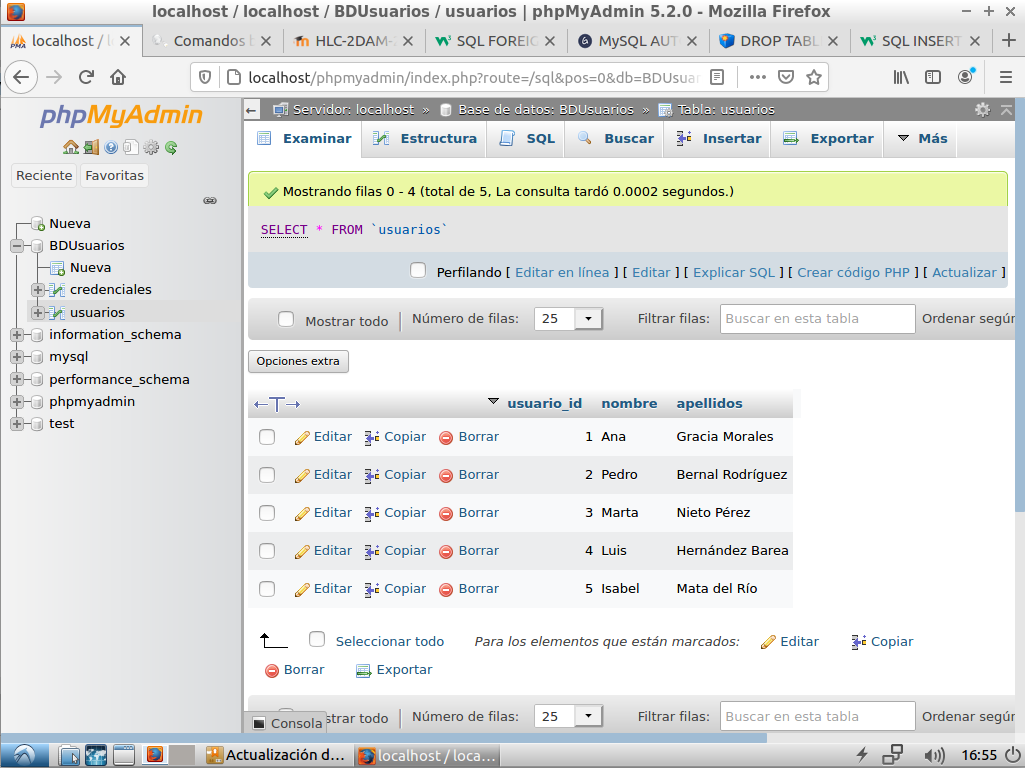 localhost / localhost / BDUsuarios / usuarios | phpMyAdmin 5.2.0 - Mozilla Firefox
localhost / l
Comandos
HLC-2DAM-
SQL FOREIG
MySQL AUT
DROP TABL
SQL INSERT
localhost/phpmyadmin/index.php?route=/sql&pos=0&db=BDUsuar
phpMyAdmin
Reciente Favoritas
Nueva
BDUsuarios
Nueva
credenciales
usuarios
information_schema
mysql
performance_schema
phpmyadmin
test
Servidor: localhost » Base de datos: BDUsuarios » Tabla: usuarios
Examinar Estructura SQL Buscar Insertar Exportar Más
Mostrando filas 0 - 4 (total de 5, La consulta tardó 0.0002 segundos.)
SELECT * FROM `usuarios`
Perfilando [ Editar en línea ] [ Editar ] [ Explicar SQL ] [ Crear código PHP ] [ Actualizar ]
Mostrar todo | Número de filas: 25 Filtrar filas: Buscar en esta tabla Ordenar según
Opciones extra
usuario_id nombre apellidos
Editar Copiar Borrar 1 Ana Gracia Morales
Editar Copiar Borrar 2 Pedro Bernal Rodríguez
Editar Copiar Borrar 3 Marta Nieto Pérez
Editar Copiar Borrar 4 Luis Hernández Barea
Editar Copiar Borrar 5 Isabel Mata del Río
Seleccionar todo Para los elementos que están marcados: Editar Copiar
Borrar Exportar
Consola strar todo | Número de filas: 25 Filtrar filas: Buscar en esta tabla Ordenar según
Actualización d... localhost / loca... 16:55